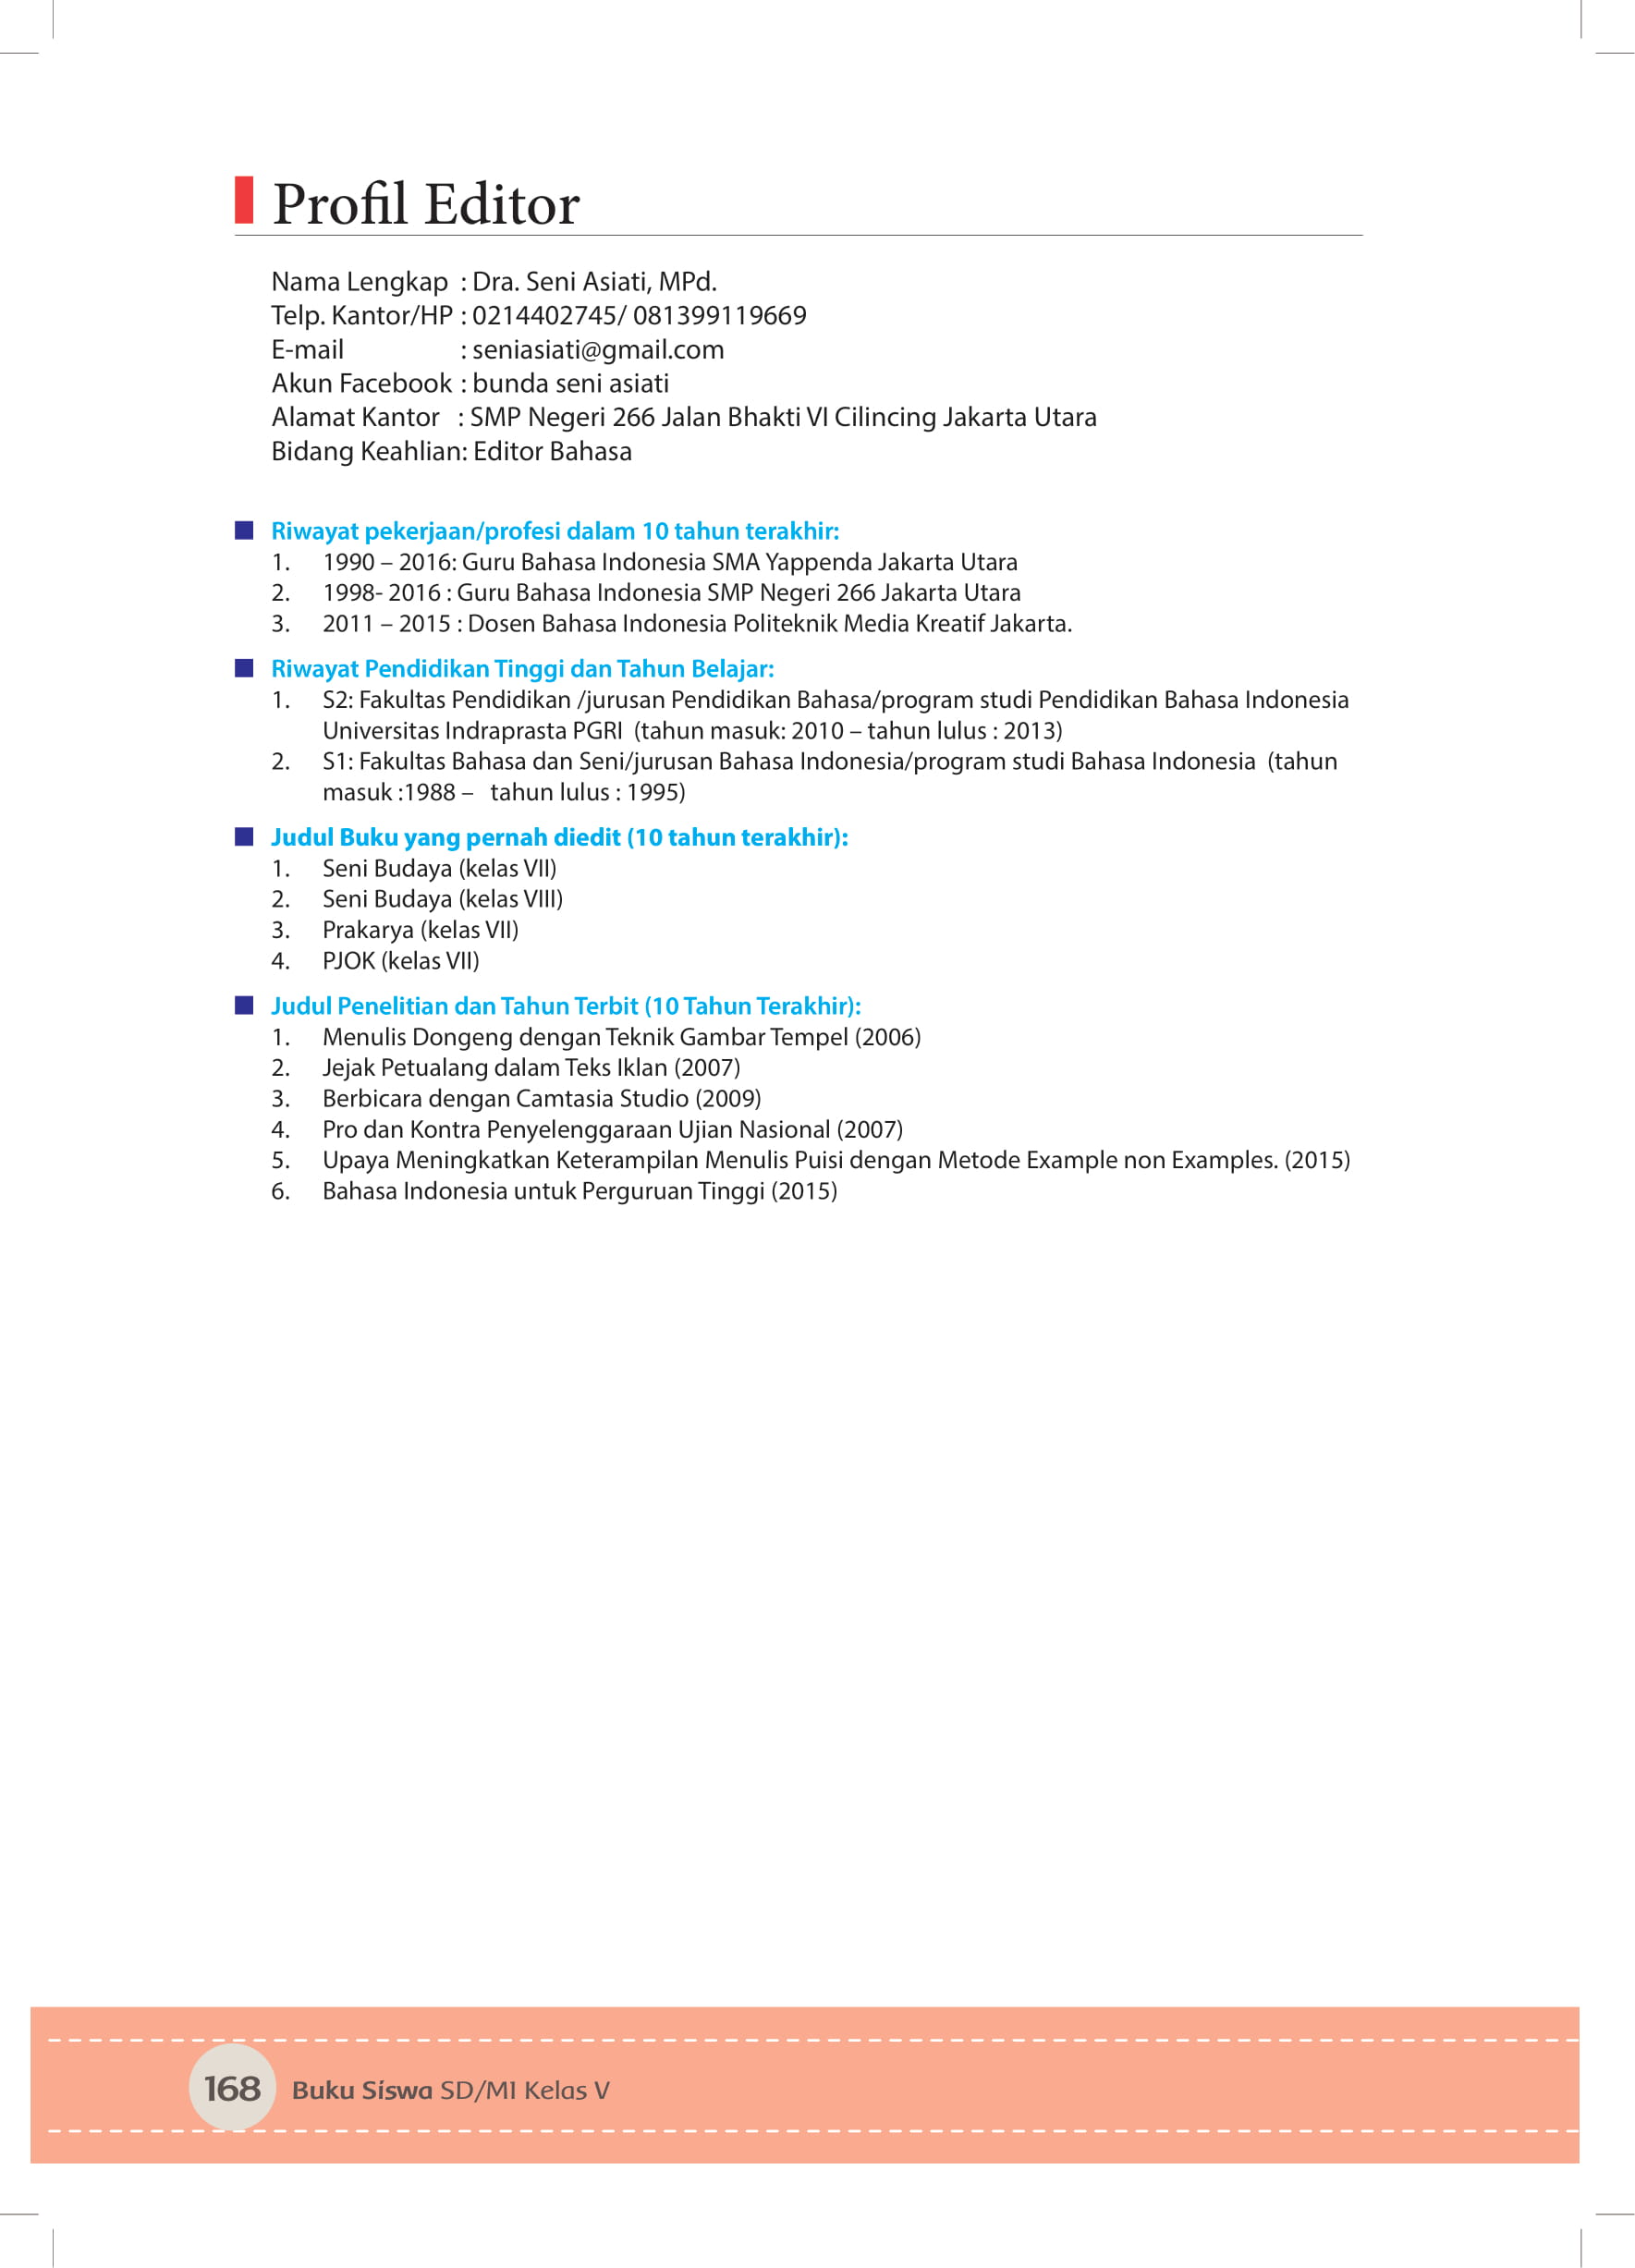 Profil Editor
Nama Lengkap : Dra. Seni Asiati, MPd.
Telp. Kantor/HP : 0214402745/ 081399119669
E-mail : seniasiati@gmail.com
Akun Facebook : bunda seni asiati
Alamat Kantor : SMP Negeri 266 Jalan Bhakti VI Cilincing Jakarta Utara
Bidang Keahlian: Editor Bahasa
Riwayat pekerjaan/profesi dalam 10 tahun terakhir:
1. 1990 – 2016: Guru Bahasa Indonesia SMA Yappenda Jakarta Utara
2. 1998- 2016 : Guru Bahasa Indonesia SMP Negeri 266 Jakarta Utara
3. 2011 – 2015 : Dosen Bahasa Indonesia Politeknik Media Kreatif Jakarta.
Riwayat Pendidikan Tinggi dan Tahun Belajar:
1. S2: Fakultas Pendidikan /jurusan Pendidikan Bahasa/program studi Pendidikan Bahasa Indonesia
Universitas Indraprasta PGRI (tahun masuk: 2010 – tahun lulus : 2013)
2. S1: Fakultas Bahasa dan Seni/jurusan Bahasa Indonesia/program studi Bahasa Indonesia (tahun
masuk :1988 – tahun lulus : 1995)
Judul Buku yang pernah diedit (10 tahun terakhir):
1. Seni Budaya (kelas VII)
2. Seni Budaya (kelas VIII)
3. Prakarya (kelas VII)
4. PJOK (kelas VII)
Judul Penelitian dan Tahun Terbit (10 Tahun Terakhir):
1. Menulis Dongeng dengan Teknik Gambar Tempel (2006)
2. Jejak Petualang dalam Teks Iklan (2007)
3. Berbicara dengan Camtasia Studio (2009)
4. Pro dan Kontra Penyelenggaraan Ujian Nasional (2007)
5. Upaya Meningkatkan Keterampilan Menulis Puisi dengan Metode Example non Examples. (2015)
6. Bahasa Indonesia untuk Perguruan Tinggi (2015)
168 Buku Siswa SD/MI Kelas V